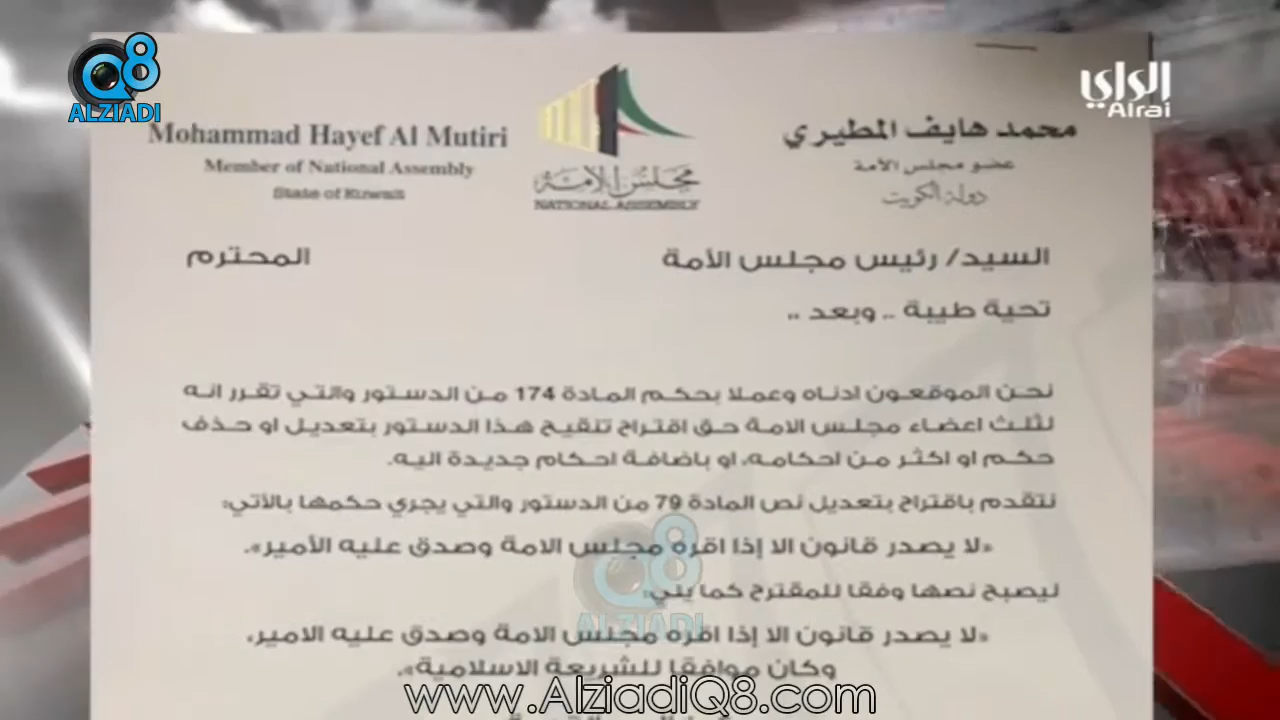 Q8
ALZIADI
الراي
Alrai
Mohammad Hayef Al Mutiri
Member of National Assembly
State of Kuwait
مجلس الامة
NATIONAL ASSEMBLY
محمد هايف المطيري
عضو مجلس الأمة
دولة الكويت
السيد/ رئيس مجلس الأمة المحترم
تحية طيبة .. وبعد ..
نحن الموقعون ادناه وعملا بحكم المادة 174 من الدستور والتي تقرر انه
لثلث اعضاء مجلس الامة حق اقتراح تنقيح هذا الدستور بتعديل او حذف
حكم او اكثر من احكامه، او باضافة احكام جديدة اليه.
نتقدم باقتراح بتعديل نص المادة 79 من الدستور والتي يجري حكمها بالآتي:
«لا يصدر قانون الا إذا اقره مجلس الامة وصدق عليه الأمير».
ليصبح نصها وفقا للمقترح كما يلي:
«لا يصدر قانون الا إذا اقره مجلس الامة وصدق عليه الامير،
وكان موافقا للشريعة الاسلامية».
Q8
ALZIADI
www.AlziadiQ8.com